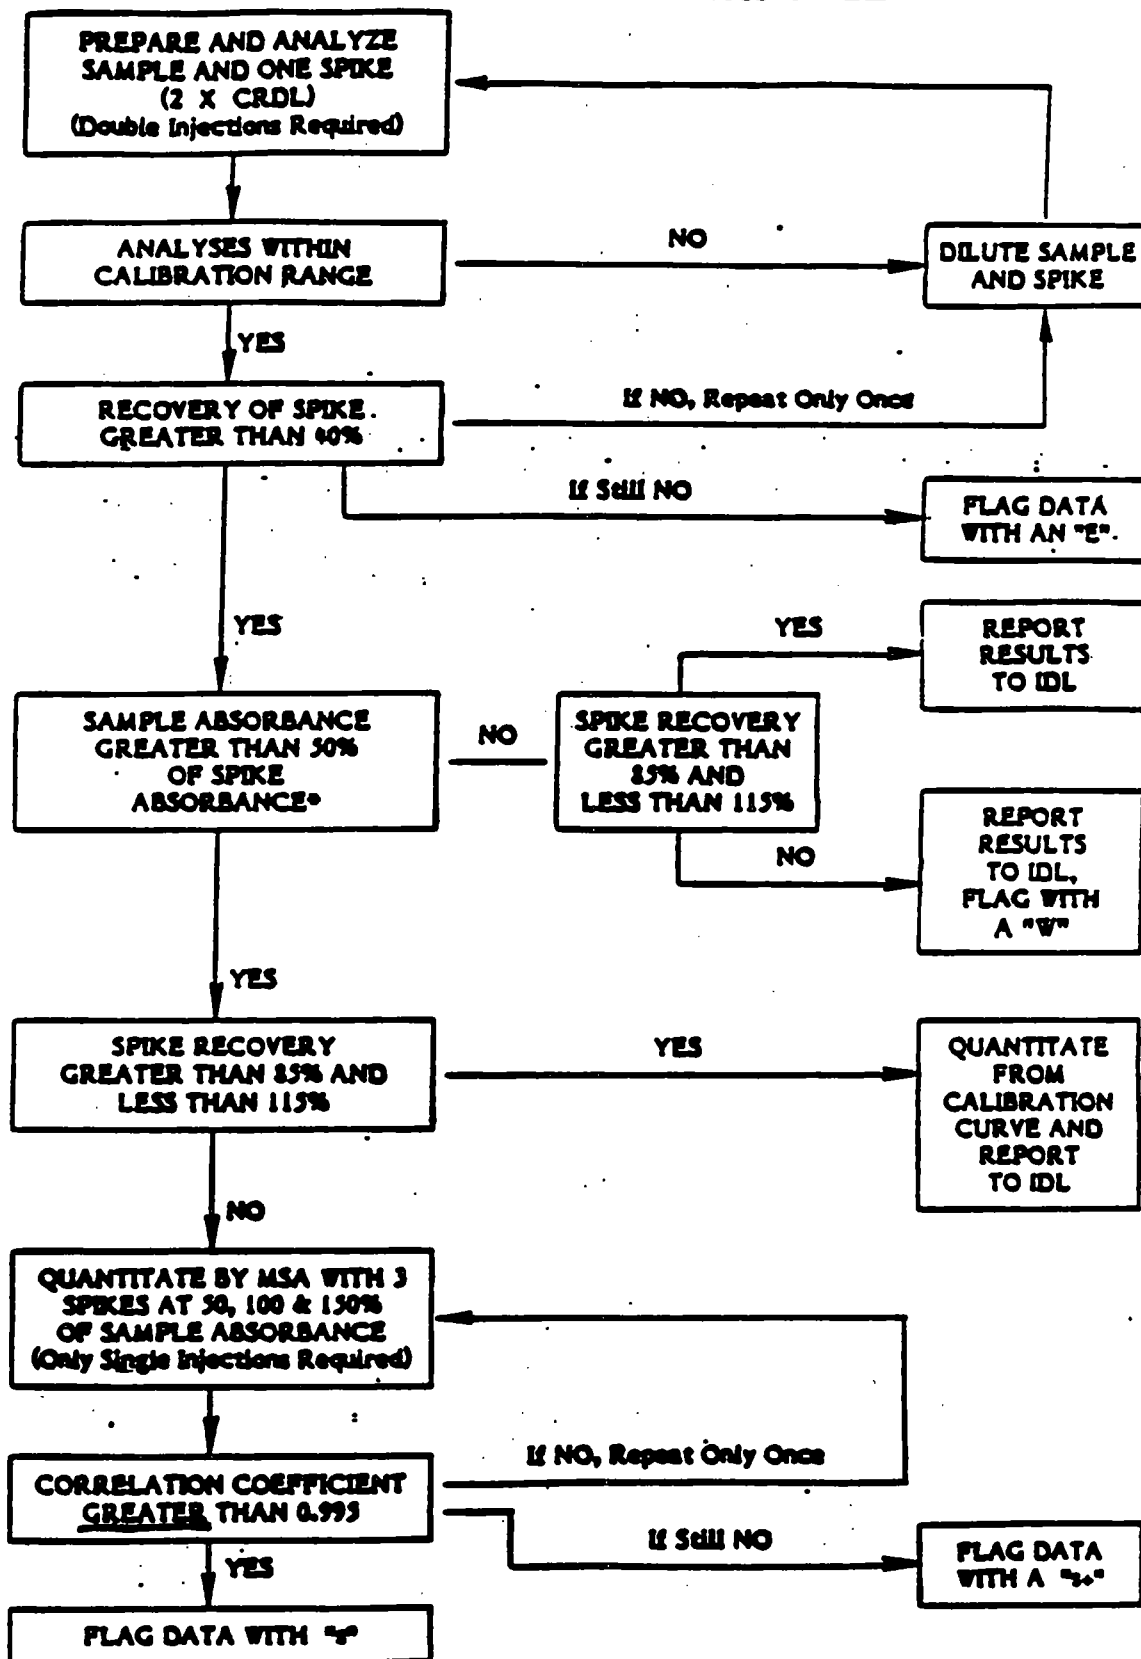 PREPARE AND ANALYZE
SAMPLE AND ONE SPIKE
(2 X CRDL)
(Double Injections Required)
ANALYSES WITHIN
CALIBRATION RANGE
NO
DILUTE SAMPLE
AND SPIKE
YES
RECOVERY OF SPIKE
GREATER THAN 40%
If NO, Repeat Only Once
If Still NO
FLAG DATA
WITH AN "E"
YES
SAMPLE ABSORBANCE
GREATER THAN 50%
OF SPIKE
ABSORBANCE*
NO
SPIKE RECOVERY
GREATER THAN
85% AND
LESS THAN 115%
YES
REPORT
RESULTS
TO IDL
NO
REPORT
RESULTS
TO IDL,
FLAG WITH
A "W"
YES
SPIKE RECOVERY
GREATER THAN 85% AND
LESS THAN 115%
YES
QUANTITATE
FROM
CALIBRATION
CURVE AND
REPORT
TO IDL
NO
QUANTITATE BY MSA WITH 3
SPIKES AT 50, 100 & 150%
OF SAMPLE ABSORBANCE
(Only Single Injections Required)
CORRELATION COEFFICIENT
GREATER THAN 0.995
If NO, Repeat Only Once
If Still NO
FLAG DATA
WITH A "s+"
YES
FLAG DATA WITH "s"